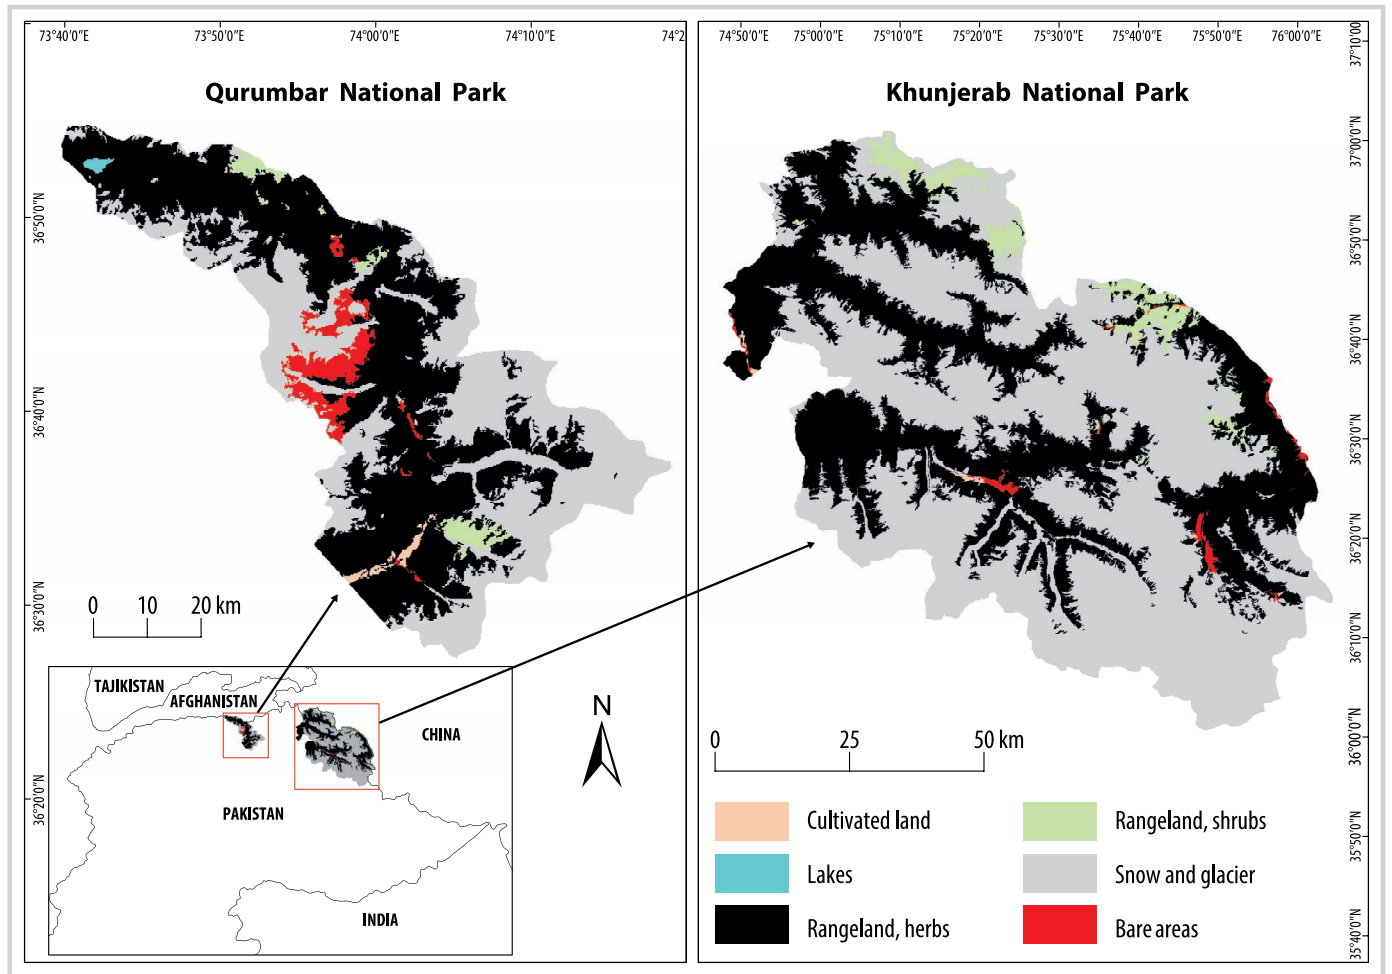 73°40'0"E 73°50'0"E 74°00'0"E 74°10'0"E 74°2
Qurumbar National Park
36°50'0"N
36°40'0"N
36°30'0"N
36°20'0"N
0 10 20 km
TAJIKISTAN
AFGHANISTAN
CHINA
PAKISTAN
INDIA
N
74°50'0"E 75°00'0"E 75°10'0"E 75°20'0"E 75°30'0"E 75°40'0"E 75°50'0"E 76°00'0"E
Khunjerab National Park
37°10'00
37°0'0"N
36°50'0"N
36°40'0"N
36°30'0"N
36°20'0"N
36°10'0"N
36°00'0"N
35°50'0"N
35°40'0"N
0 25 50 km
Cultivated land
Lakes
Rangeland, herbs
Rangeland, shrubs
Snow and glacier
Bare areas